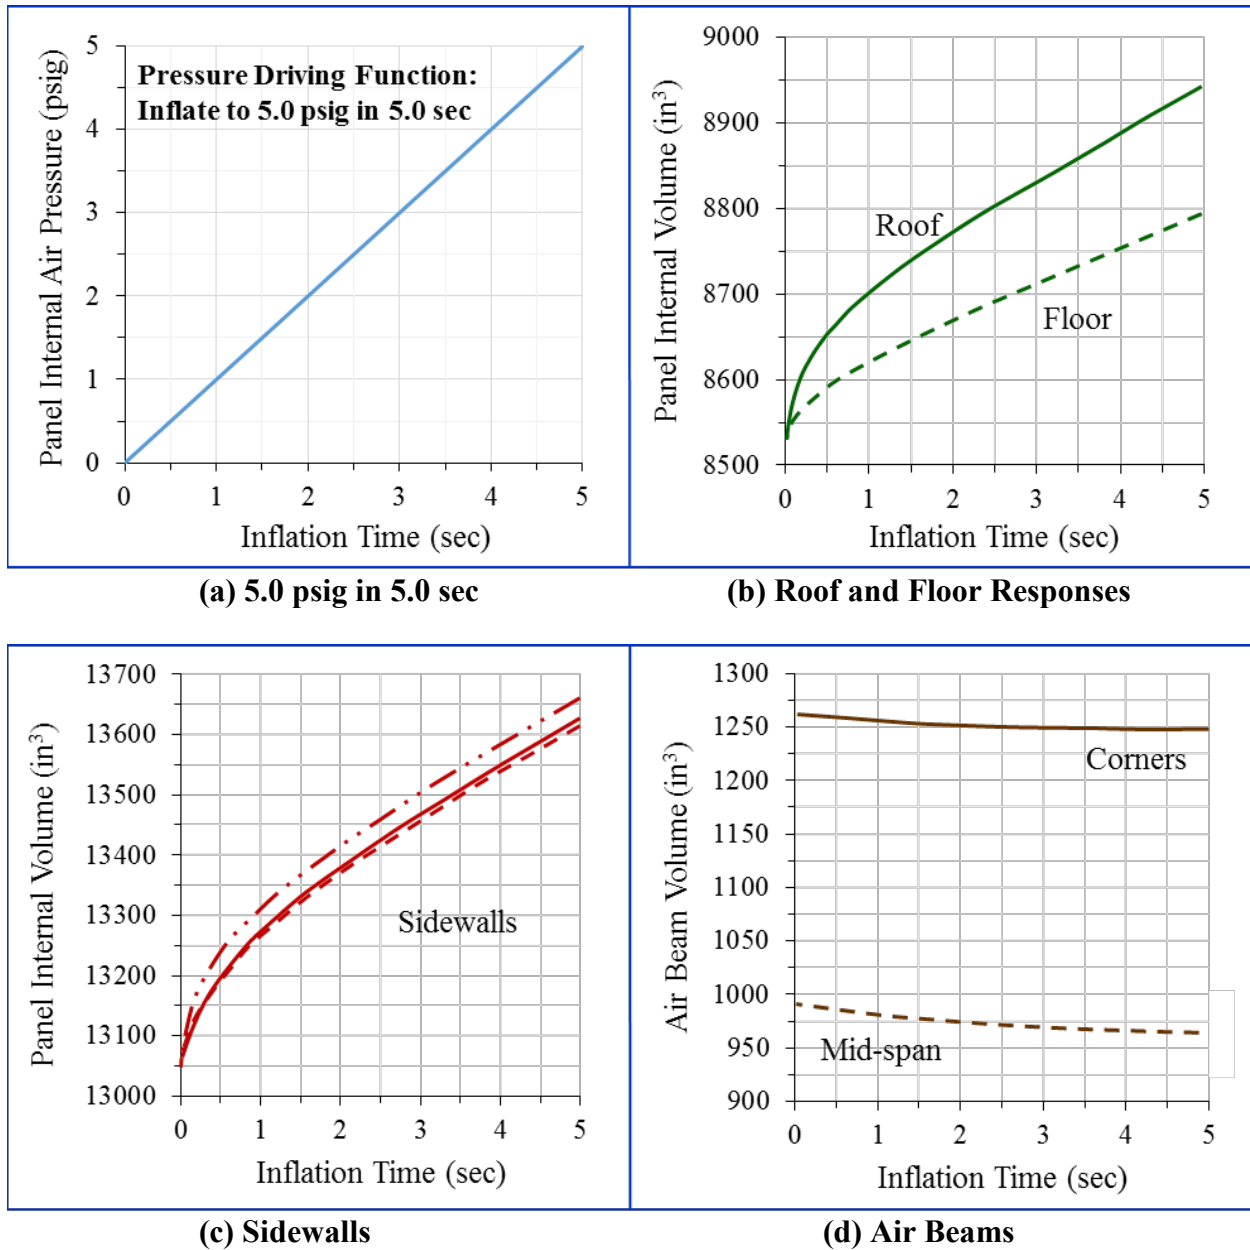 5
4
3
2
1
0
Panel Internal Air Pressure (psig)
Pressure Driving Function:
Inflate to 5.0 psig in 5.0 sec
0 1 2 3 4 5
Inflation Time (sec)
(a) 5.0 psig in 5.0 sec
9000
8900
8800
8700
8600
8500
Panel Internal Volume (in³)
Roof
Floor
0 1 2 3 4 5
Inflation Time (sec)
(b) Roof and Floor Responses
13700
13600
13500
13400
13300
13200
13100
13000
Panel Internal Volume (in³)
Sidewalls
0 1 2 3 4 5
Inflation Time (sec)
(c) Sidewalls
1300
1250
1200
1150
1100
1050
1000
950
900
Air Beam Volume (in³)
Corners
Mid-span
0 1 2 3 4 5
Inflation Time (sec)
(d) Air Beams